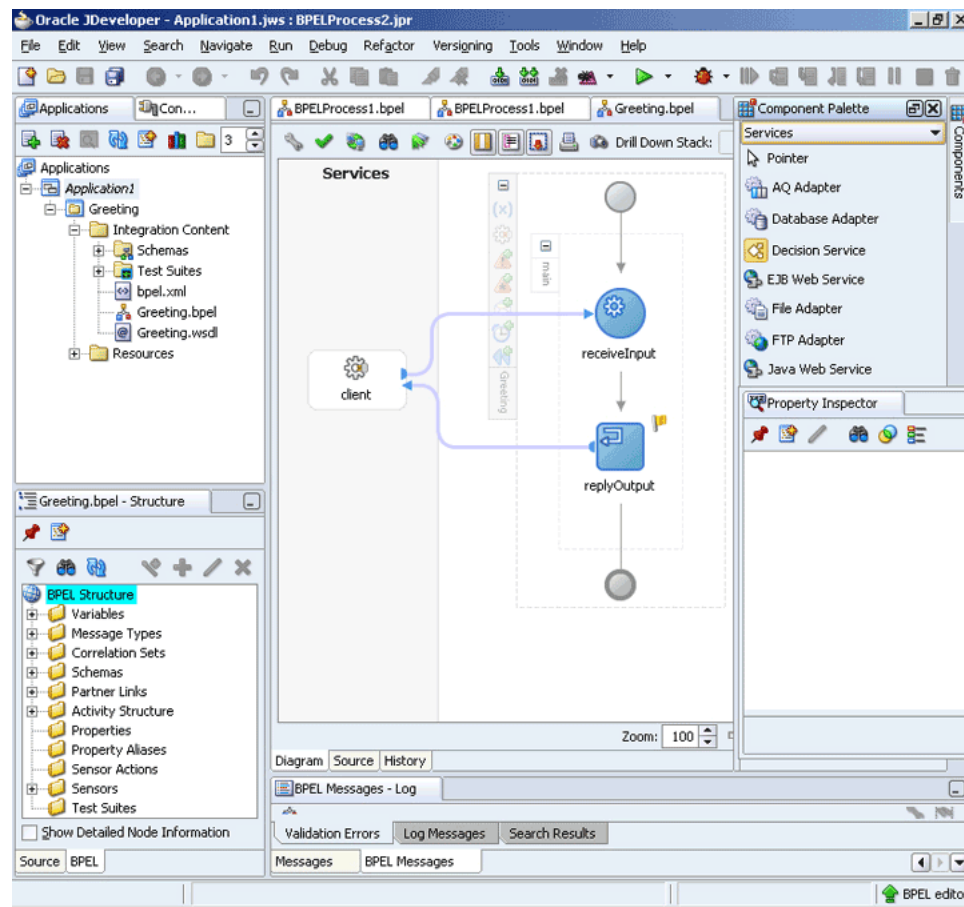 Oracle JDeveloper - Application1.jws : BPELProcess2.jpr
File Edit View Search Navigate Run Debug Refactor Versioning Tools Window Help
Applications
Con...
3
Applications
Application1
Greeting
Integration Content
Schemas
Test Suites
bpel.xml
Greeting.bpel
Greeting.wsdl
Resources
Greeting.bpel - Structure
BPEL Structure
Variables
Message Types
Correlation Sets
Schemas
Partner Links
Activity Structure
Properties
Property Aliases
Sensor Actions
Sensors
Test Suites
Show Detailed Node Information
Source BPEL
BPELProcess1.bpel
BPELProcess1.bpel
Greeting.bpel
Drill Down Stack:
Services
(x)
main
Greeting
client
receiveInput
replyOutput
Zoom: 100
Diagram Source History
BPEL Messages - Log
Validation Errors Log Messages Search Results
Messages BPEL Messages
Component Palette
Services
Pointer
AQ Adapter
Database Adapter
Decision Service
EJB Web Service
File Adapter
FTP Adapter
Java Web Service
Components
Property Inspector
BPEL edito